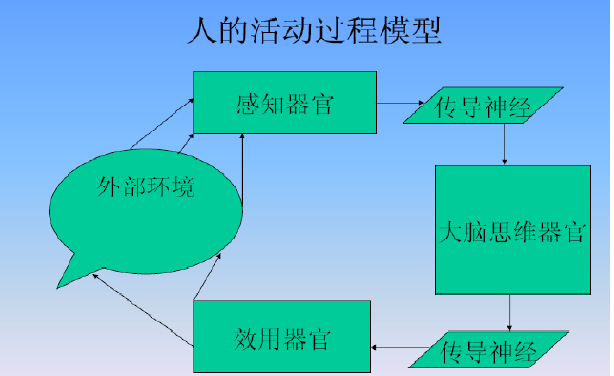 人的活动过程模型
感知器官
传导神经
外部环境
大脑思维器官
效用器官
传导神经